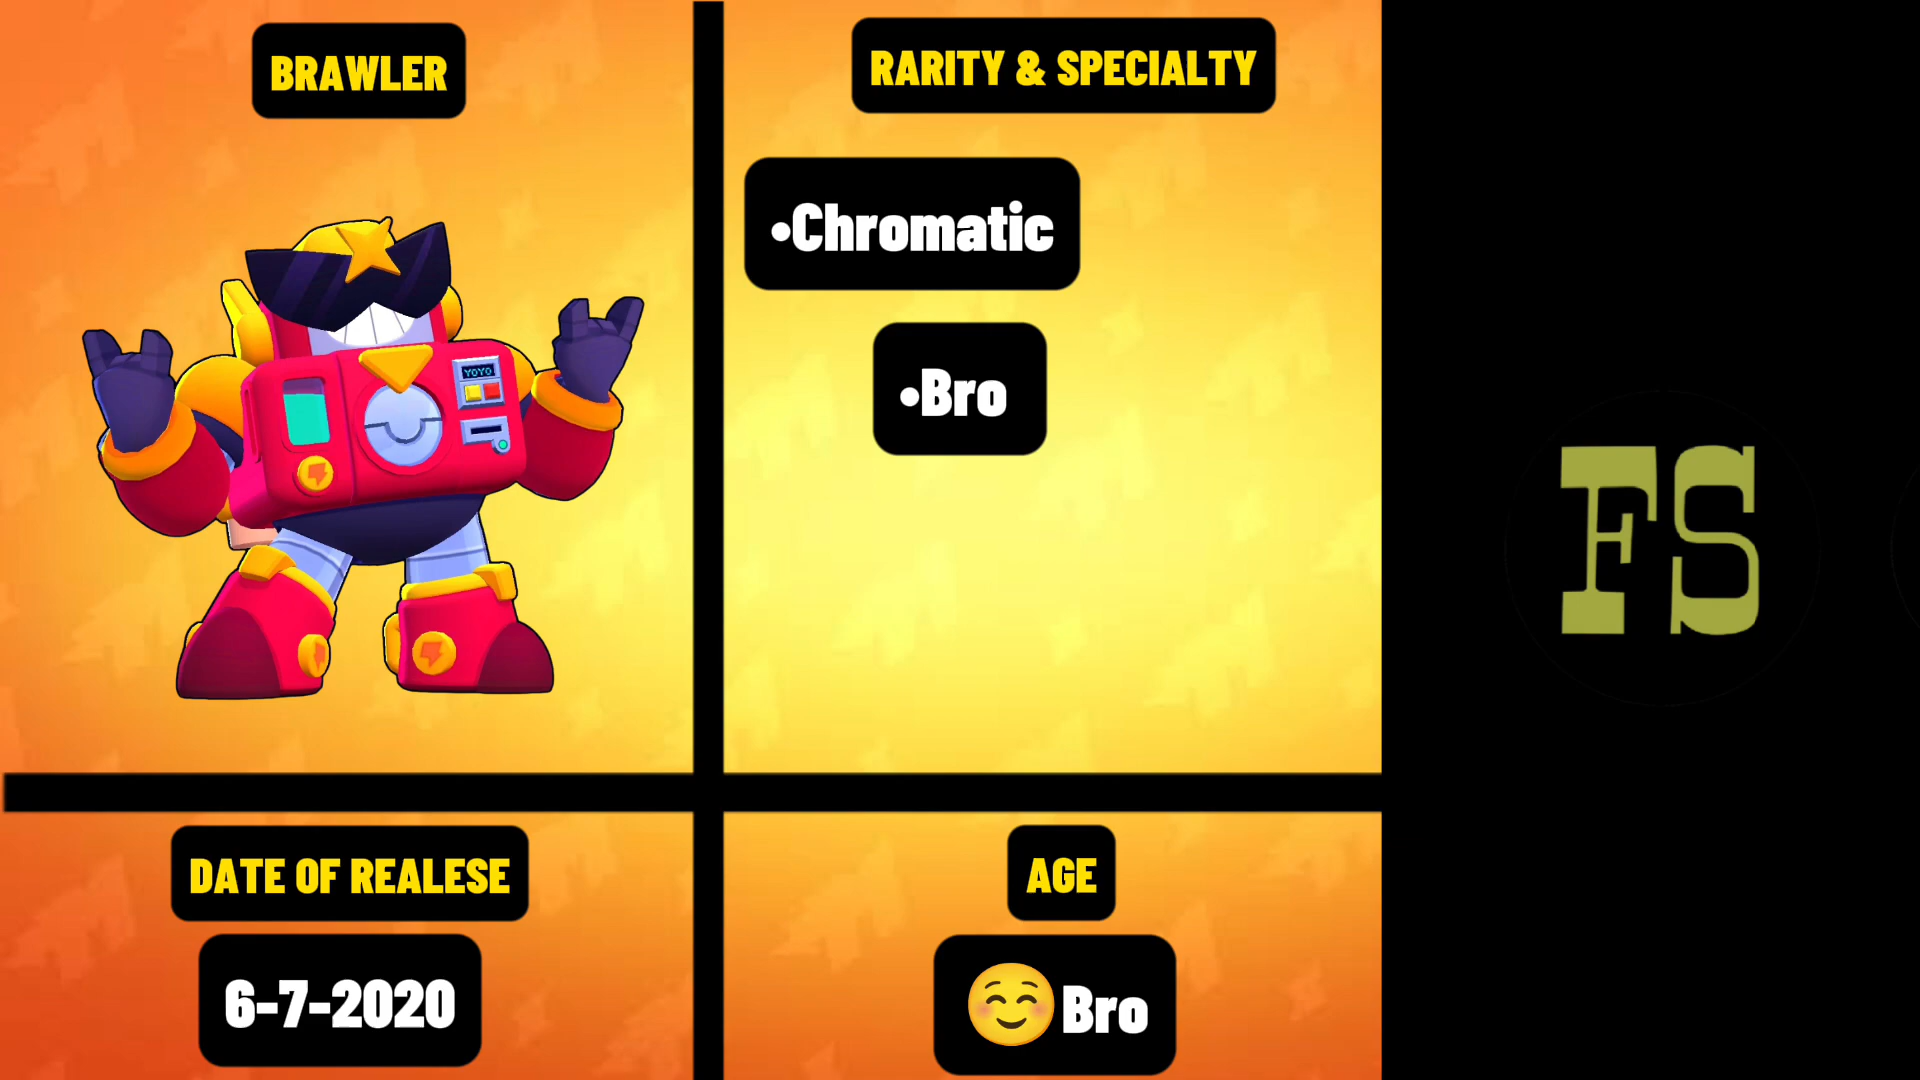 BRAWLER
RARITY & SPECIALTY
•Chromatic
•Bro
YOYO
DATE OF REALESE
6-7-2020
AGE
☺️Bro
FS